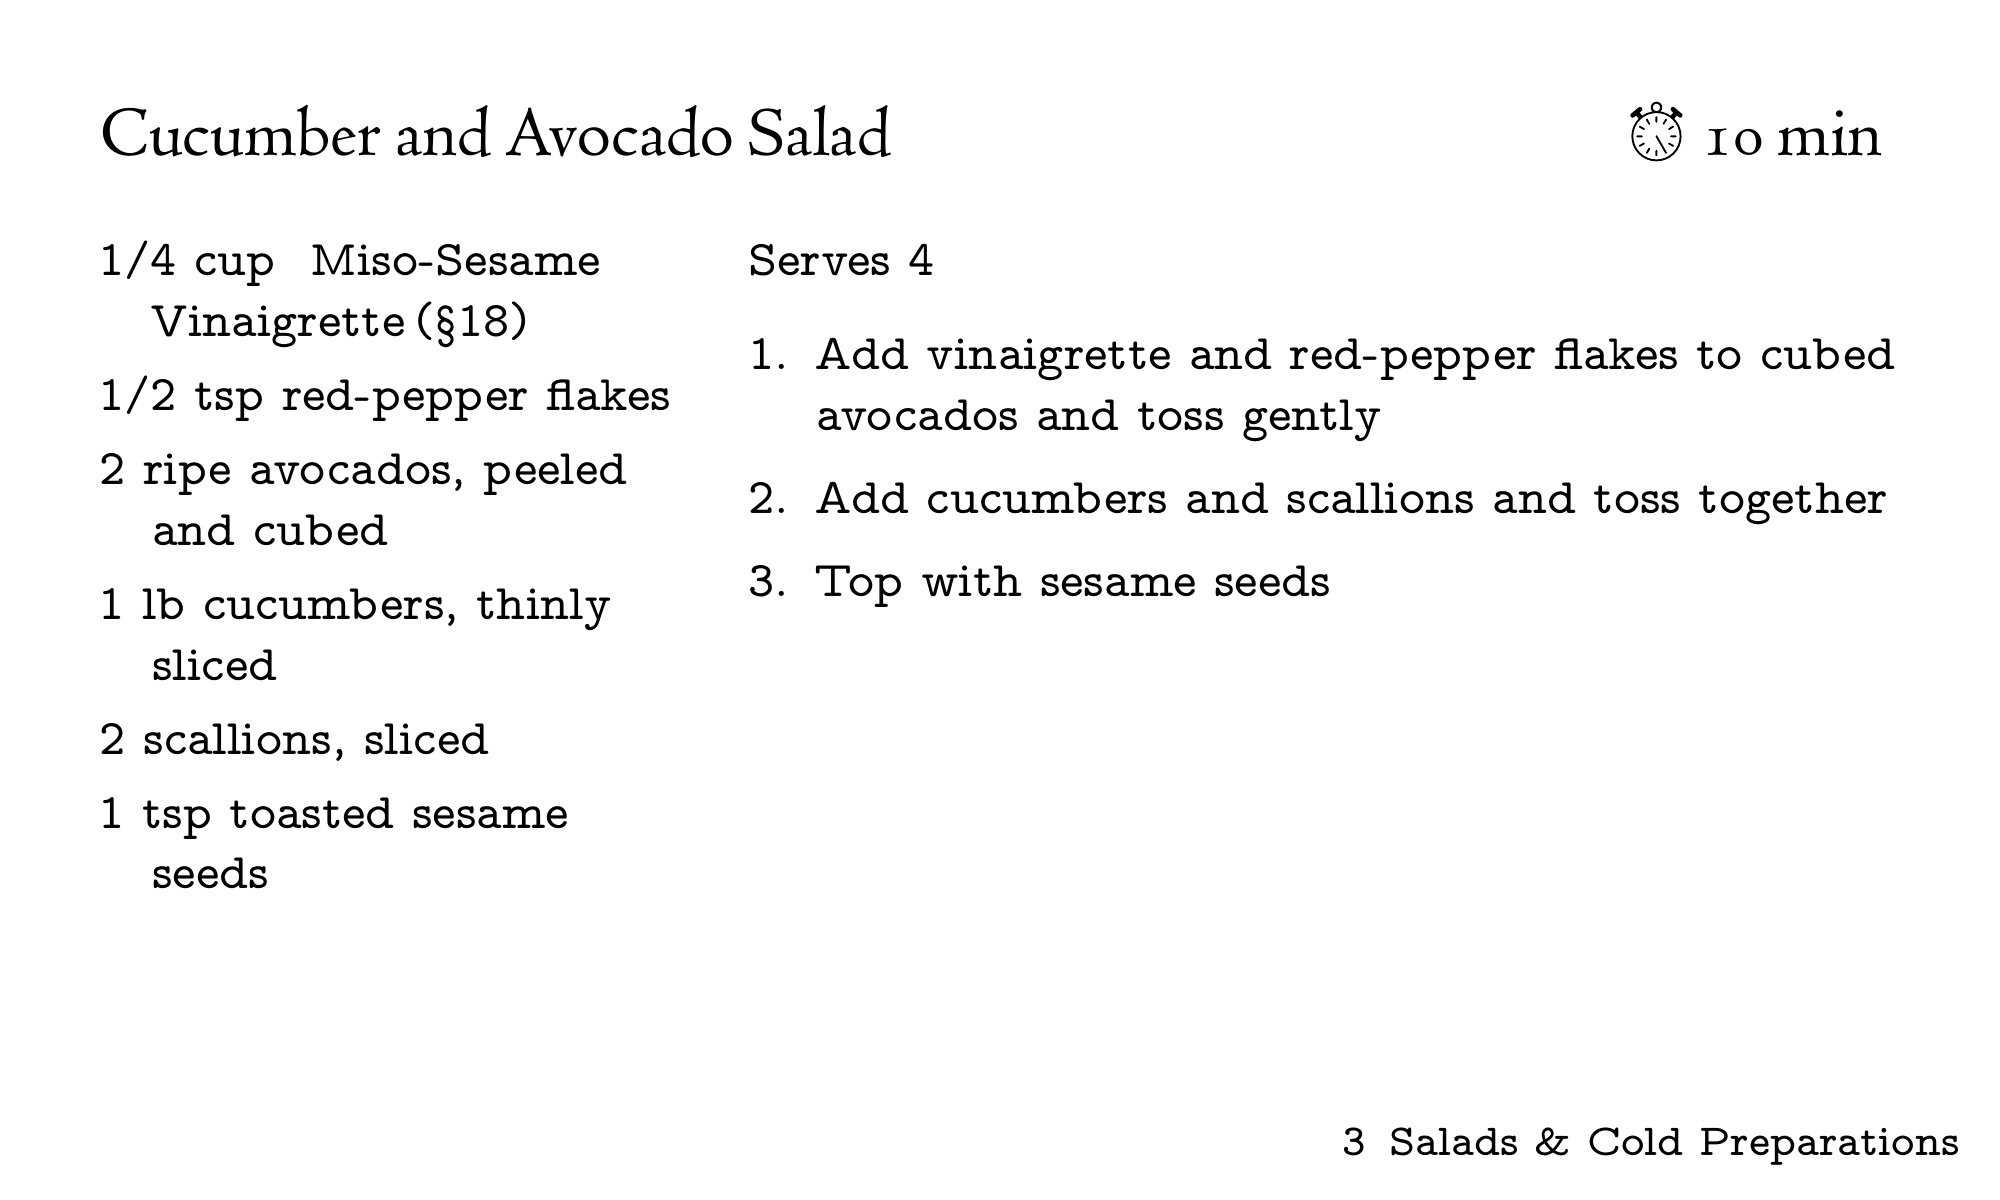 Cucumber and Avocado Salad
10 min
1/4 cup Miso-Sesame
Vinaigrette (§18)
1/2 tsp red-pepper flakes
2 ripe avocados, peeled
and cubed
1 lb cucumbers, thinly
sliced
2 scallions, sliced
1 tsp toasted sesame
seeds
Serves 4
1. Add vinaigrette and red-pepper flakes to cubed
avocados and toss gently
2. Add cucumbers and scallions and toss together
3. Top with sesame seeds
3 Salads & Cold Preparations